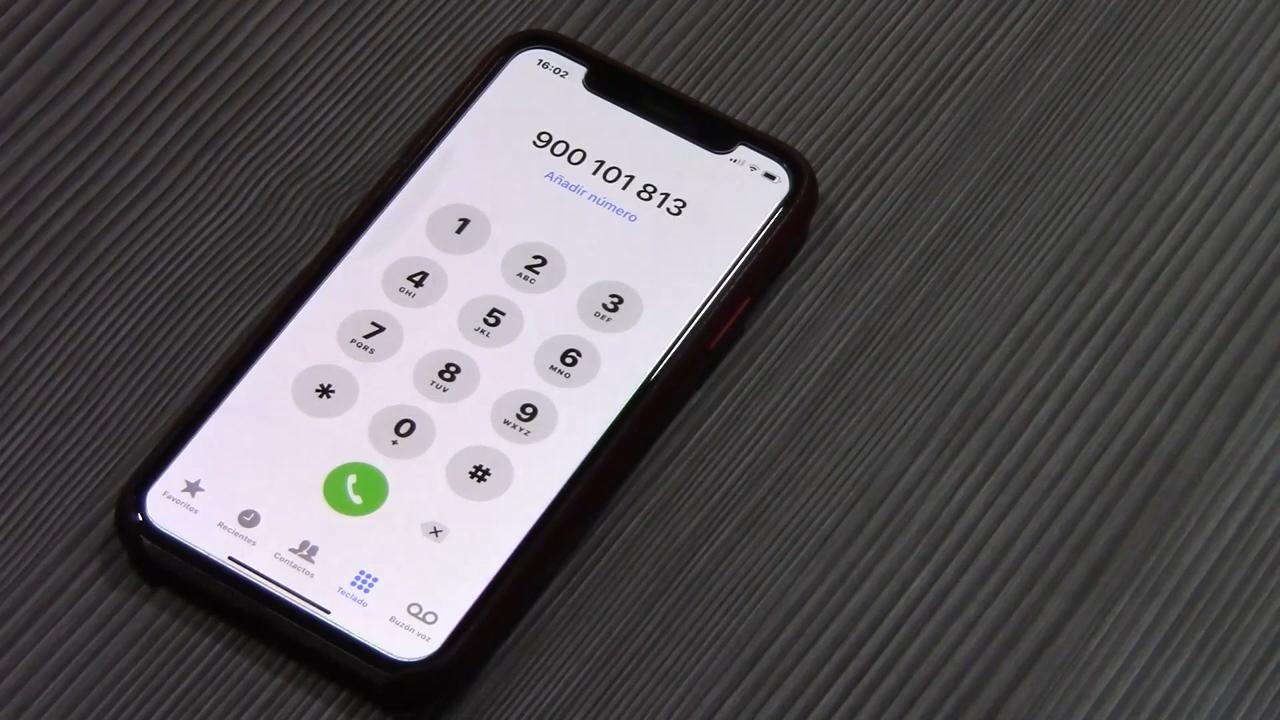 16:02
900 101 813
Añadir número
1
2
ABC
3
DEF
4
GHI
5
JKL
6
MNO
7
PQRS
8
TUV
9
WXYZ
*
0
+
#
Favoritos
Recientes
Contactos
Teclado
Buzón voz